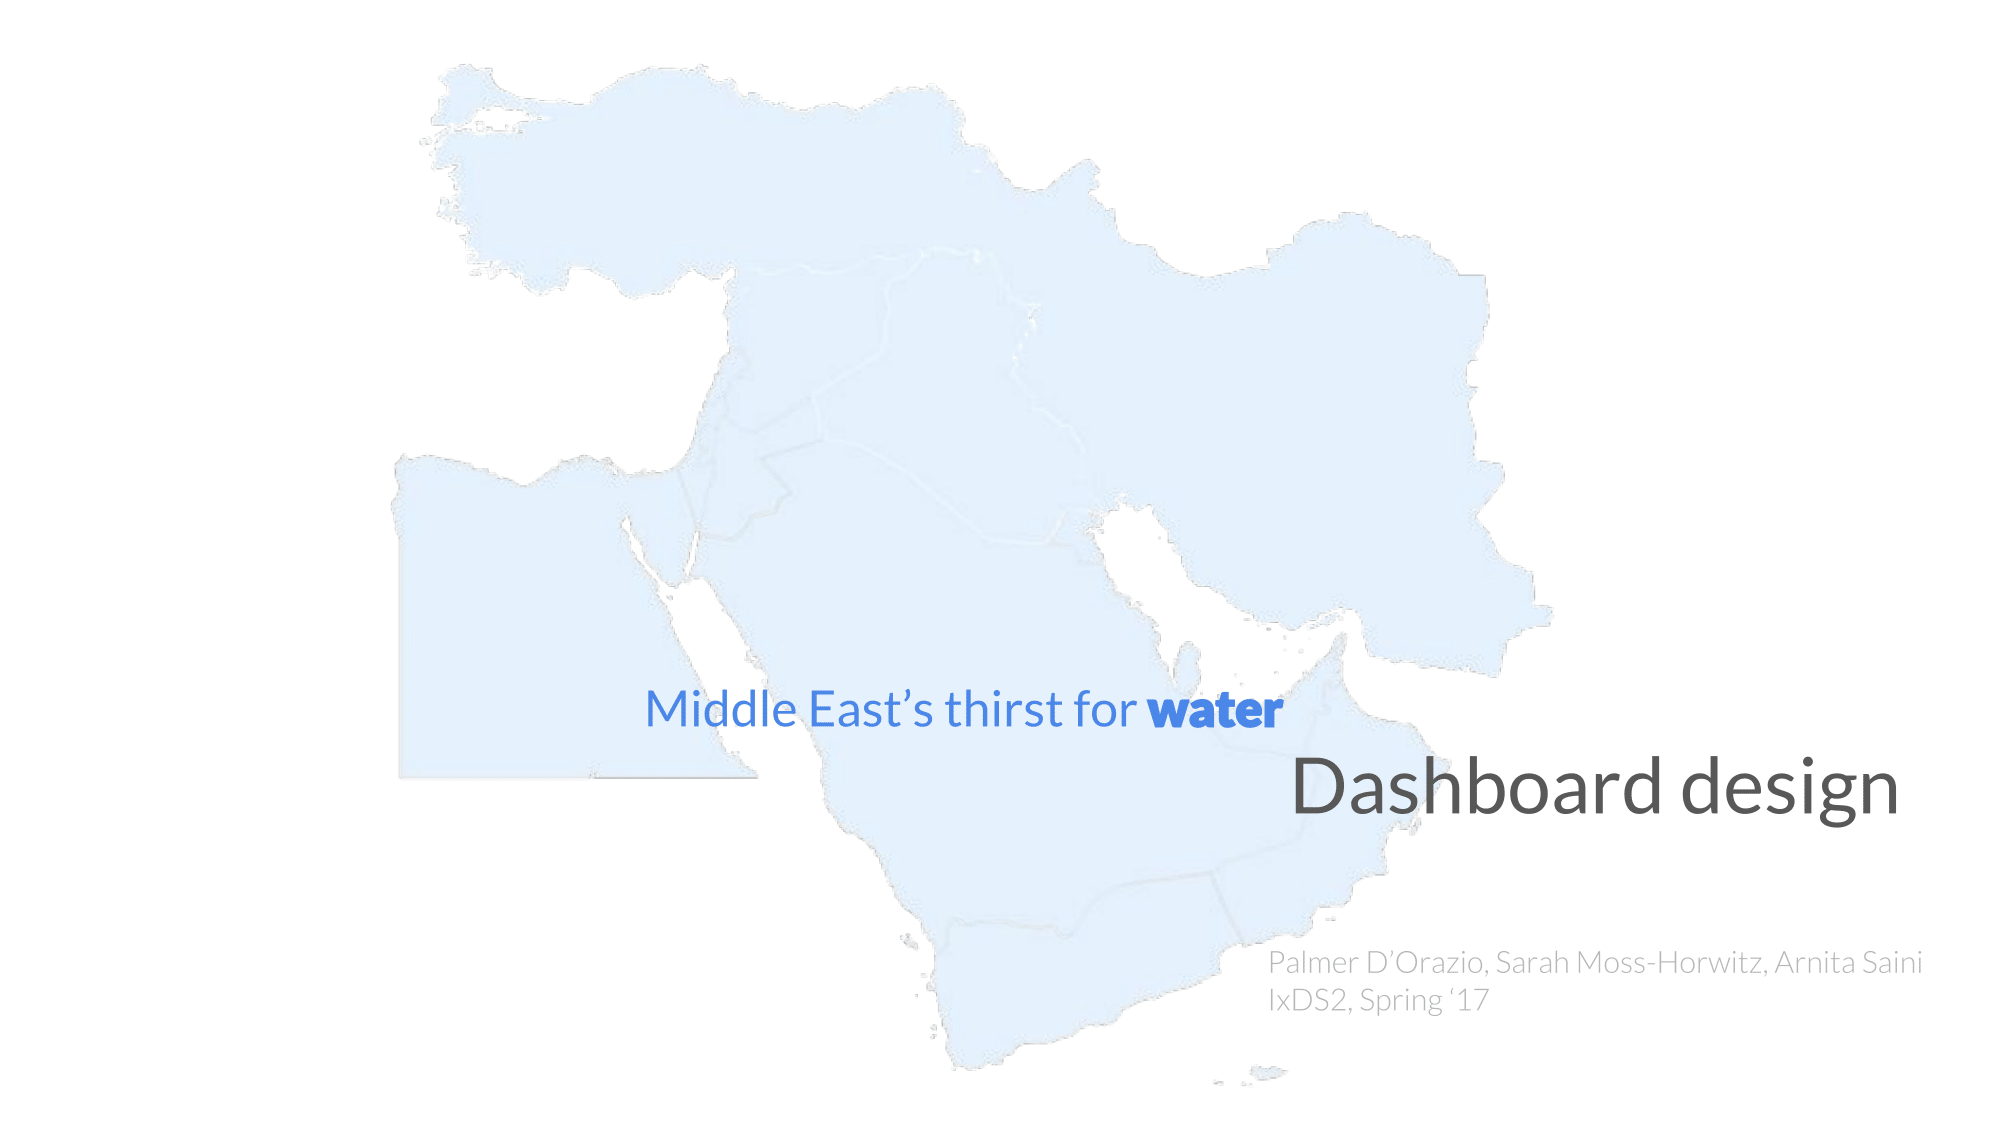 Middle East’s thirst for water
Dashboard design
Palmer D’Orazio, Sarah Moss-Horwitz, Arnita Saini
IxDS2, Spring ‘17